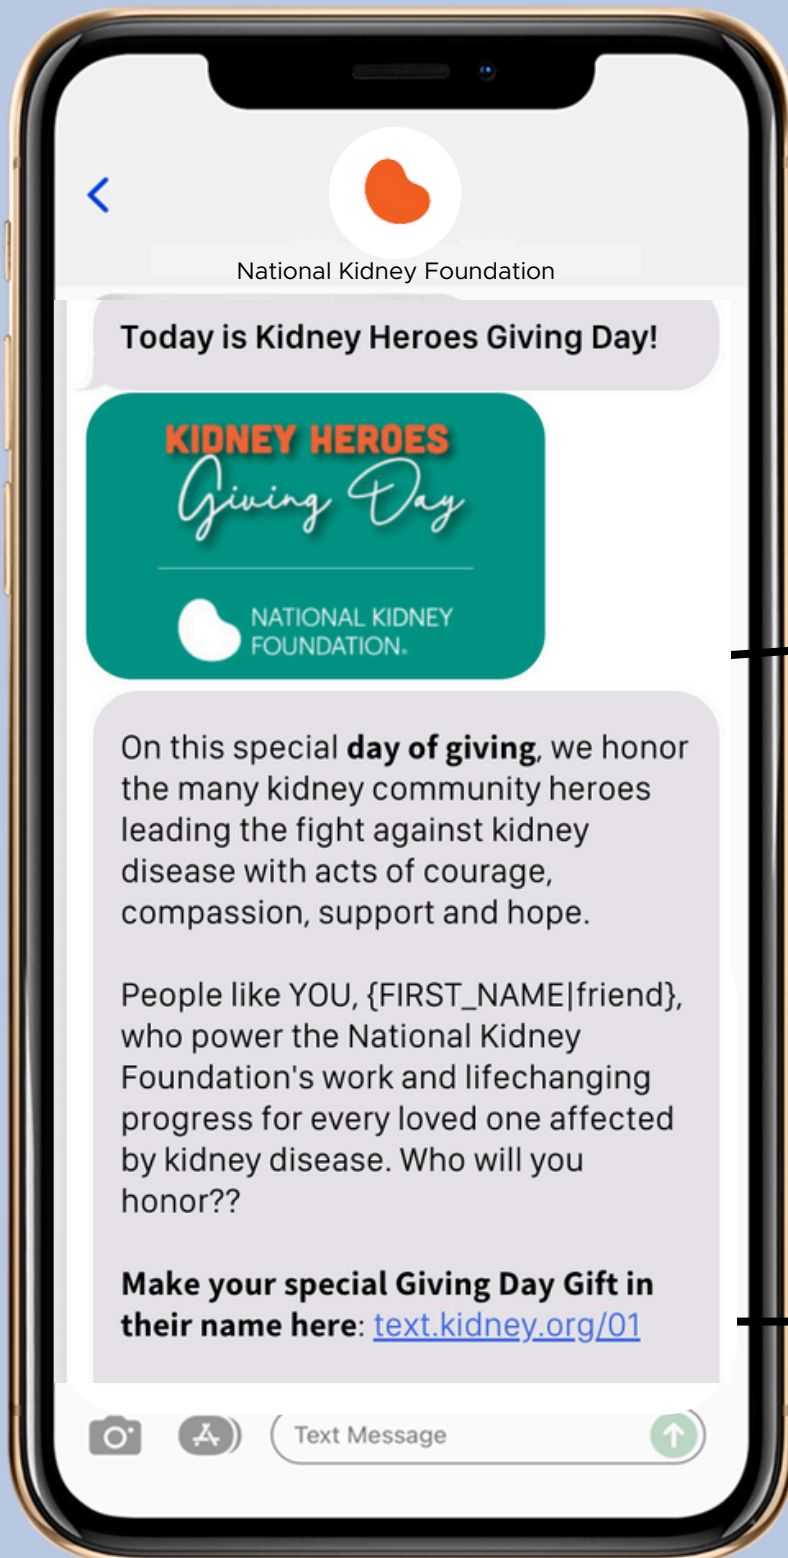 National Kidney Foundation
Today is Kidney Heroes Giving Day!
KIDNEY HEROES
Giving Day
NATIONAL KIDNEY
FOUNDATION®
On this special day of giving, we honor
the many kidney community heroes
leading the fight against kidney
disease with acts of courage,
compassion, support and hope.
People like YOU, {FIRST_NAME|friend},
who power the National Kidney
Foundation's work and lifechanging
progress for every loved one affected
by kidney disease. Who will you
honor??
Make your special Giving Day Gift in
their name here: text.kidney.org/01
Text Message